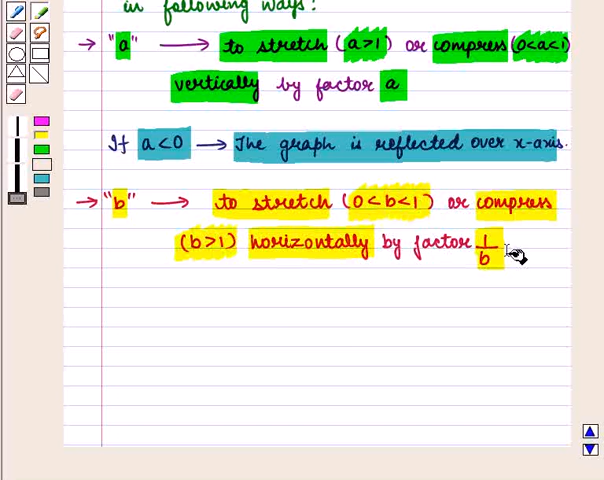 in following ways:
→ "a" → to stretch (a>1) or compress (0<a<1)
vertically by factor a
If a<0 → The graph is reflected over x-axis.
→ "b" → to stretch (0<b<1) or compress
(b>1) horizontally by factor 1/b